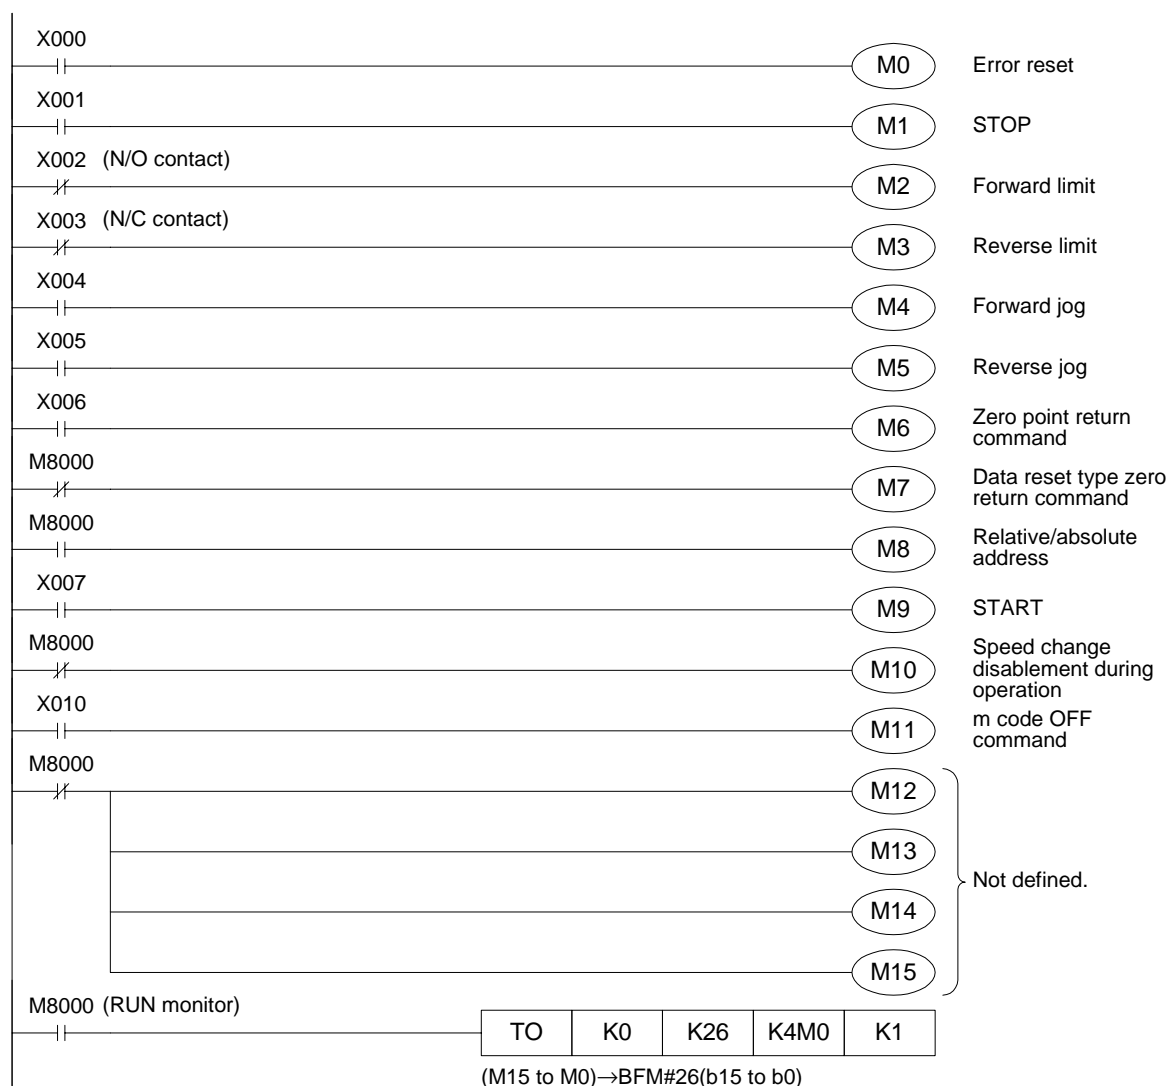 X000
M0 Error reset
X001
M1 STOP
X002 (N/O contact)
M2 Forward limit
X003 (N/C contact)
M3 Reverse limit
X004
M4 Forward jog
X005
M5 Reverse jog
X006
M6 Zero point return
command
M8000
M7 Data reset type zero
return command
M8000
M8 Relative/absolute
address
X007
M9 START
M8000
M10 Speed change
disablement during
operation
X010
M11 m code OFF
command
M8000
M12
M13
Not defined.
M14
M15
M8000 (RUN monitor)
TO K0 K26 K4M0 K1
(M15 to M0)→BFM#26(b15 to b0)